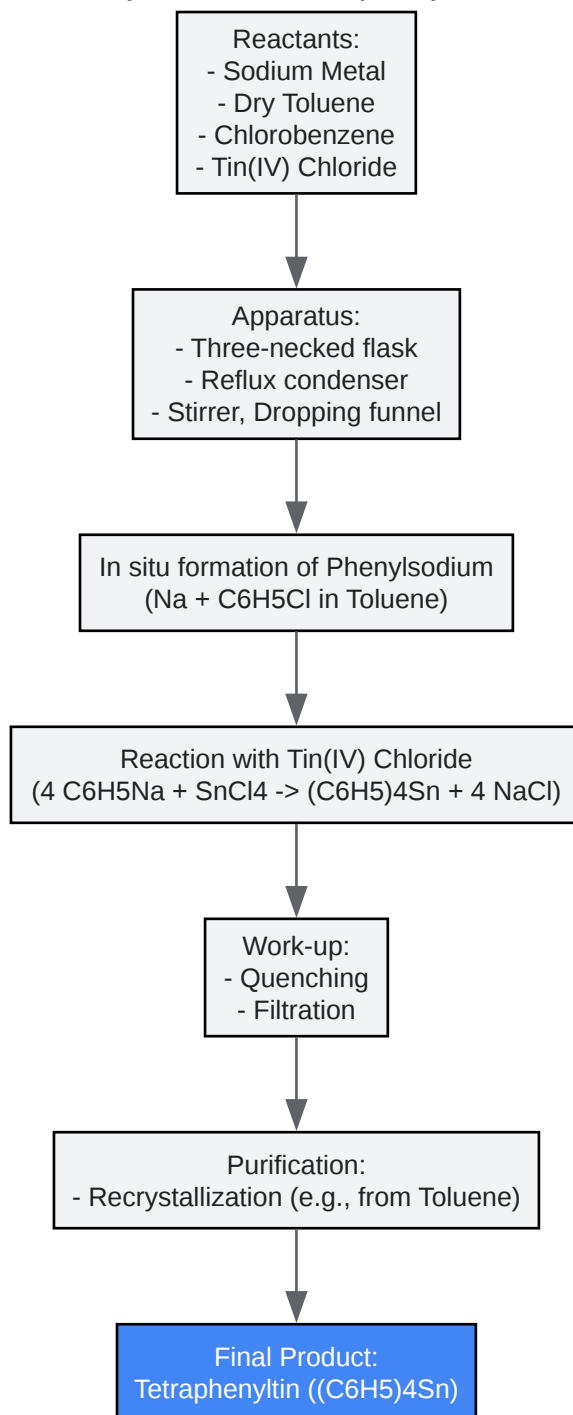 Reactants:
- Sodium Metal
- Dry Toluene
- Chlorobenzene
- Tin(IV) Chloride
Apparatus:
- Three-necked flask
- Reflux condenser
- Stirrer, Dropping funnel
In situ formation of Phenylsodium
(Na + C6H5Cl in Toluene)
Reaction with Tin(IV) Chloride
(4 C6H5Na + SnCl4 -> (C6H5)4Sn + 4 NaCl)
Work-up:
- Quenching
- Filtration
Purification:
- Recrystallization (e.g., from Toluene)
Final Product:
Tetraphenyltin ((C6H5)4Sn)